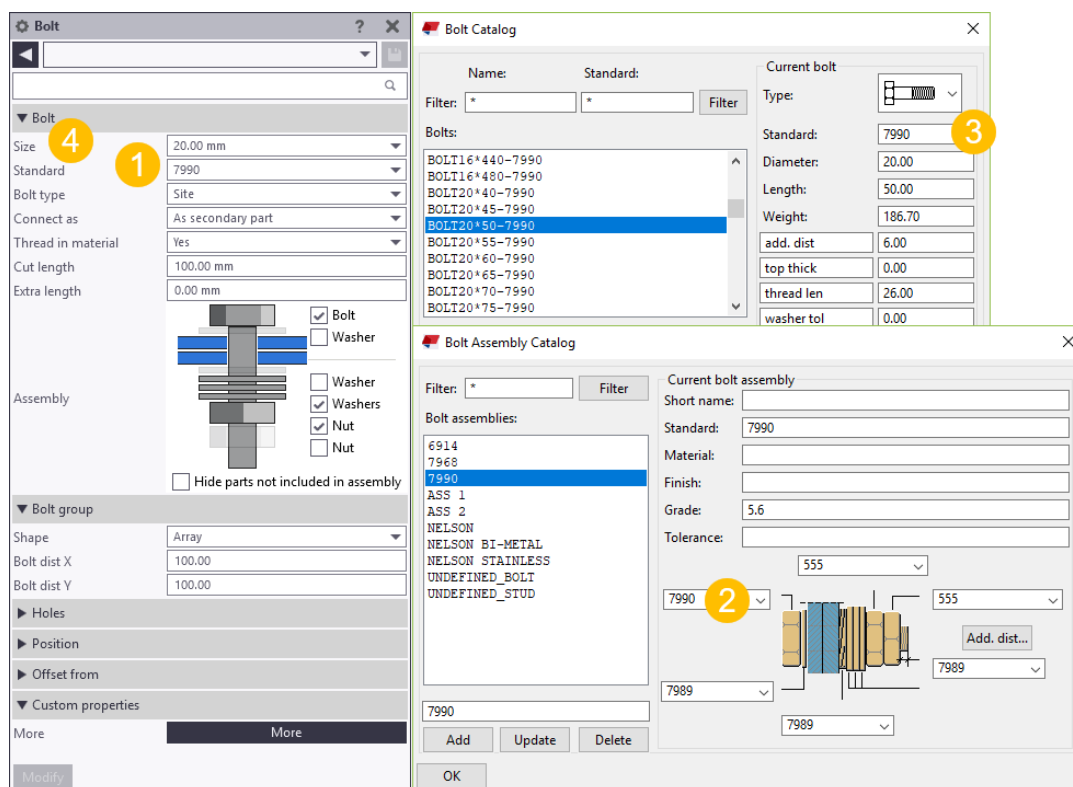 Bolt
?
Bolt
Size
4
20.00 mm
Standard
1
7990
Bolt type
Site
Connect as
As secondary part
Thread in material
Yes
Cut length
100.00 mm
Extra length
0.00 mm
Bolt
Washer
Assembly
Washer
Washers
Nut
Nut
Hide parts not included in assembly
Bolt group
Shape
Array
Bolt dist X
100.00
Bolt dist Y
100.00
Holes
Position
Offset from
Custom properties
More
More
Modify
Bolt Catalog
Name: Standard:
Filter: * * Filter
Bolts:
BOLT16*440-7990
BOLT16*480-7990
BOLT20*40-7990
BOLT20*45-7990
BOLT20*50-7990
BOLT20*55-7990
BOLT20*60-7990
BOLT20*65-7990
BOLT20*70-7990
BOLT20*75-7990
Current bolt
Type:
3
Standard: 7990
Diameter: 20.00
Length: 50.00
Weight: 186.70
add. dist 6.00
top thick 0.00
thread len 26.00
washer tol 0.00
Bolt Assembly Catalog
Filter: * Filter
Bolt assemblies:
6914
7968
7990
ASS 1
ASS 2
NELSON
NELSON BI-METAL
NELSON STAINLESS
UNDEFINED_BOLT
UNDEFINED_STUD
7990
Add Update Delete
OK
Current bolt assembly
Short name:
Standard: 7990
Material:
Finish:
Grade: 5.6
Tolerance:
555
7990 2 555
Add. dist...
7989
7989
7989